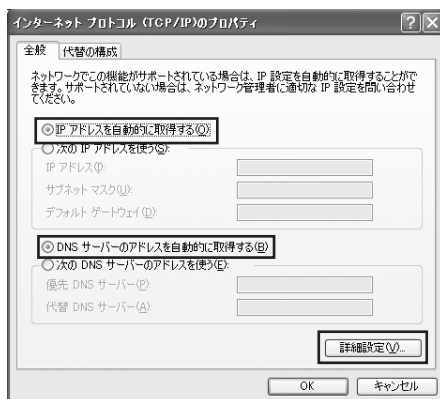 インターネット プロトコル (TCP/IP)のプロパティ
全般
代替の構成
ネットワークでこの機能がサポートされている場合は、IP 設定を自動的に取得することがで
きます。サポートされていない場合は、ネットワーク管理者に適切な IP 設定を問い合わせ
てください。
IP アドレスを自動的に取得する(O)
次の IP アドレスを使う(S):
IP アドレス(I):
サブネット マスク(U):
デフォルト ゲートウェイ(D):
DNS サーバーのアドレスを自動的に取得する(B)
次の DNS サーバーのアドレスを使う(E):
優先 DNS サーバー(P):
代替 DNS サーバー(A):
詳細設定(V)...
OK
キャンセル